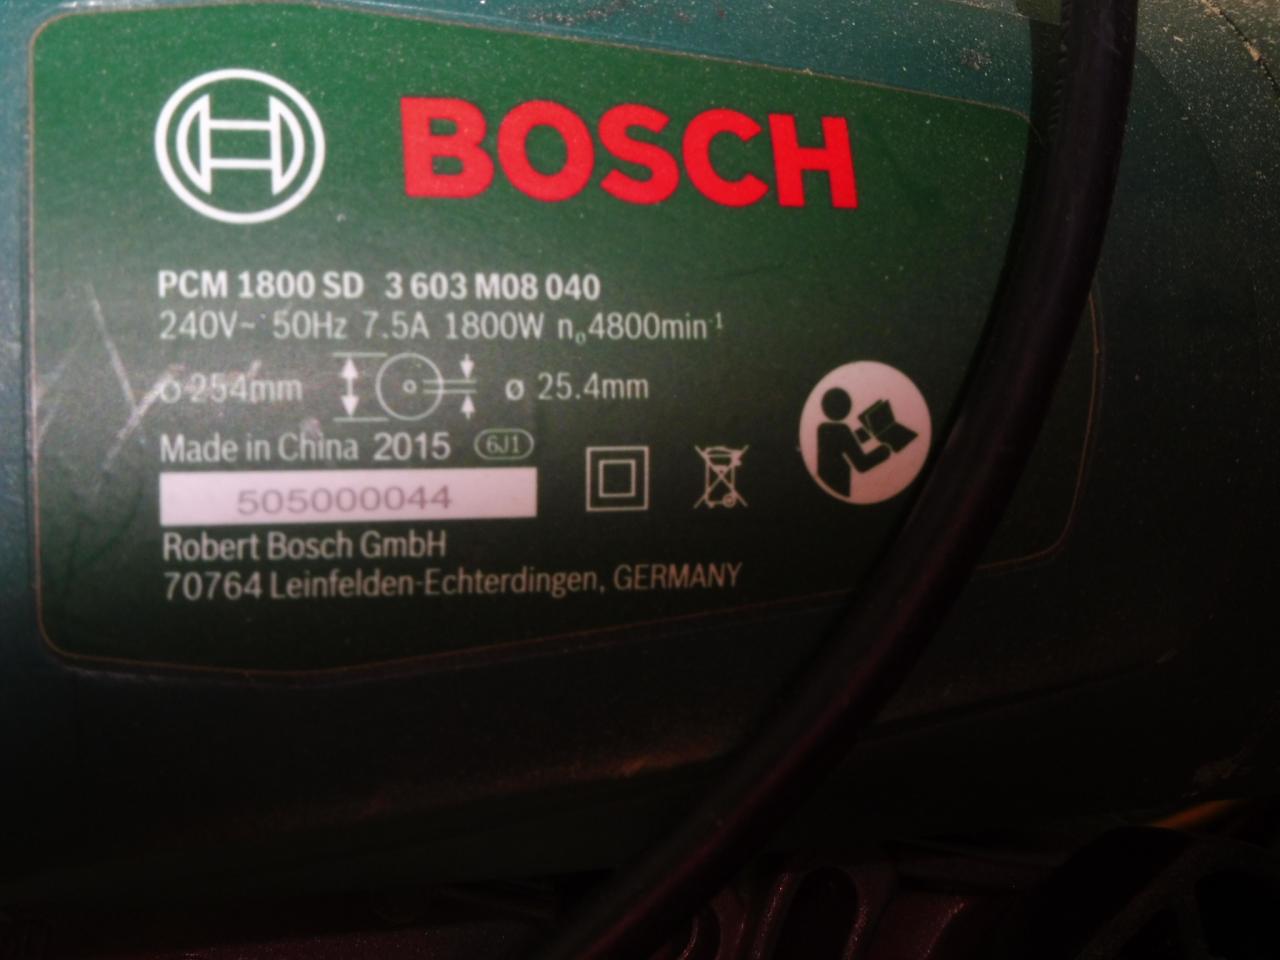 BOSCH
PCM 1800 SD 3 603 M08 040
240V~ 50Hz 7.5A 1800W n₀4800min⁻¹
ø 254mm ø 25.4mm
Made in China 2015 6J1
505000044
Robert Bosch GmbH
70764 Leinfelden-Echterdingen, GERMANY